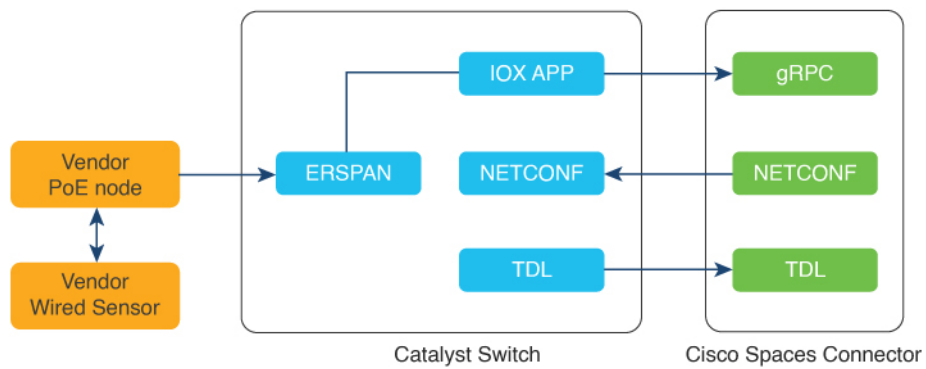 IOX APP
gRPC
Vendor
PoE node
ERSPAN
NETCONF
NETCONF
Vendor
Wired Sensor
TDL
TDL
Catalyst Switch
Cisco Spaces Connector